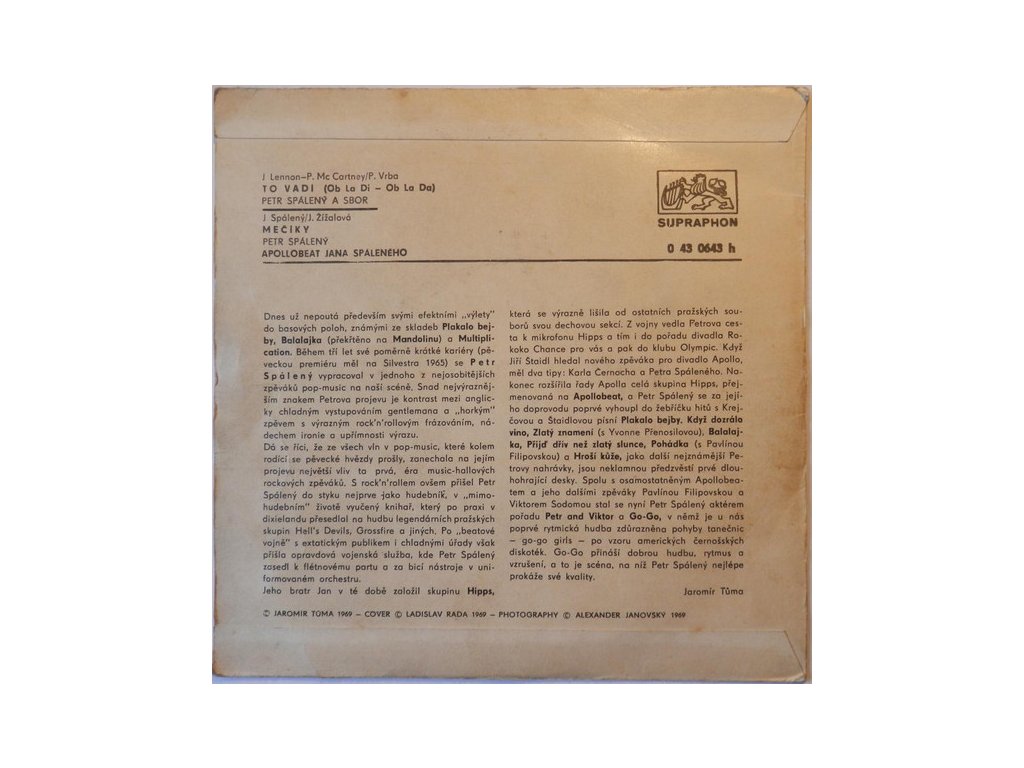 J Lennon–P. Mc Cartney/P. Vrba
TO VADÍ (Ob La Di – Ob La Da)
PETR SPÁLENÝ A SBOR
J. Spálený/J. Žížalová
MEČÍKY
PETR SPÁLENÝ
APOLLOBEAT JANA SPÁLENÉHO
SUPRAPHON
0 43 0643 h
Dnes už nepoutá především svými efektními „výlety"
do basových poloh, známými ze skladeb Plakalo bej-
by, Balalajka (překřtěno na Mandolínu) a Multipli-
cation. Během tří let své poměrně krátké kariéry (pě-
veckou premiéru měl na Silvestra 1965) se Petr
Spálený vypracoval v jednoho z nejosobitějších
zpěváků pop-music na naší scéně. Snad nejvýrazněj-
ším znakem Petrova projevu je kontrast mezi anglic-
ky chladným vystupováním gentlemana a „horkým"
zpěvem s výrazným rock'n'rollovým frázováním, ná-
dechem ironie a upřímnosti výrazu.
Dá se říci, že ze všech vln v pop-music, které kolem
rodící se pěvecké hvězdy prošly, zanechala na jejím
projevu největší vliv ta prvá, éra music-hallových
rockových zpěváků. S rock'n'rollem ovšem přišel Petr
Spálený do styku nejprve jako hudebník, v „mimo-
hudebním" životě vyučený knihař, který po praxi v
dixielandu přesedlal na hudbu legendárních pražských
skupin Hell's Devils, Grossfire a jiných. Po „beatové
vojně" s extatickým publikem i chladnými úřady však
přišla opravdová vojenská služba, kde Petr Spálený
zasedl k flétnovému partu a za bicí nástroje v uni-
formovaném orchestru.
Jeho bratr Jan v té době založil skupinu Hipps,
která se výrazně lišila od ostatních pražských sou-
borů svou dechovou sekcí. Z vojny vedla Petrova ces-
ta k mikrofonu Hipps a tím i do pořadu divadla Ro-
koko Chance pro vás a pak do klubu Olympic. Když
Jiří Štaidl hledal nového zpěváka pro divadlo Apollo,
měl dva tipy: Karla Černocha a Petra Spáleného. Na-
konec rozšířila řady Apolla celá skupina Hipps, přej-
menovaná na Apollobeat, a Petr Spálený se za její-
ho doprovodu poprvé vyhoupl do žebříčku hitů s Krej-
čovou a Štaidlovou písní Plakalo bejby. Když dozrálo
víno, Zlatý znamení (s Yvonne Přenosilovou), Balalaj-
ka, Přijď dřív než zlatý slunce, Pohádka (s Pavlínou
Filipovskou) a Hroší kůže, jako další nejznámější Pe-
trovy nahrávky, jsou neklamnou předzvěstí prvé dlou-
hohrající desky. Spolu s osamostatněným Apollobea-
tem a jeho dalšími zpěváky Pavlínou Filipovskou a
Viktorem Sodomou stal se nyní Petr Spálený aktérem
pořadu Petr and Viktor a Go-Go, v němž je u nás
poprvé rytmická hudba zdůrazněna pohyby tanečnic
– go-go girls – po vzoru amerických černošských
diskoték. Go-Go přináší dobrou hudbu, rytmus a
vzrušení, a to je scéna, na níž Petr Spálený nejlépe
prokáže své kvality.
Jaromír Tůma
© JAROMÍR TŮMA 1969 – COVER © LADISLAV RADA 1969 – PHOTOGRAPHY © ALEXANDER JANOVSKÝ 1969